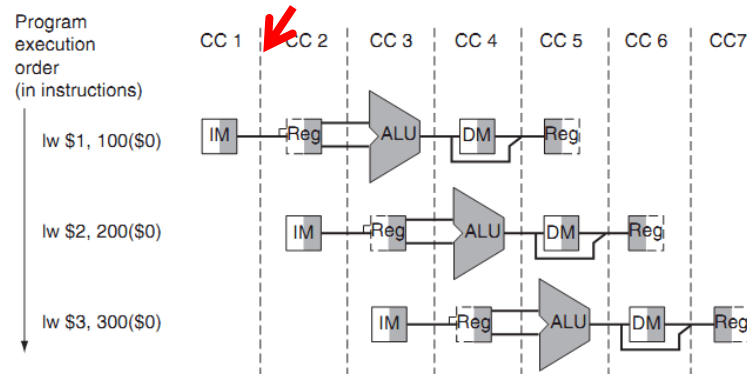 Program
execution
order
(in instructions)
CC 1 CC 2 CC 3 CC 4 CC 5 CC 6 CC7
lw $1, 100($0) IM Reg ALU DM Reg
lw $2, 200($0) IM Reg ALU DM Reg
lw $3, 300($0) IM Reg ALU DM Reg